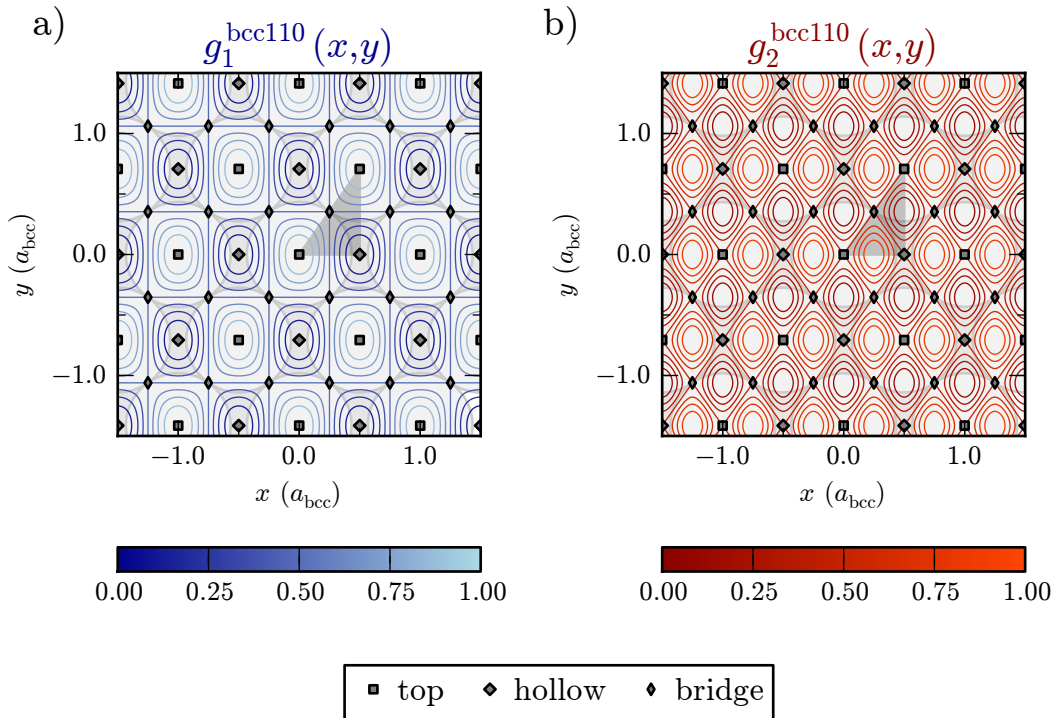 a)
g₁^bcc110 (x,y)
1.0
0.0
−1.0
y (a_bcc)
−1.0 0.0 1.0
x (a_bcc)
0.00 0.25 0.50 0.75 1.00
b)
g₂^bcc110 (x,y)
1.0
0.0
−1.0
y (a_bcc)
−1.0 0.0 1.0
x (a_bcc)
0.00 0.25 0.50 0.75 1.00
top hollow bridge